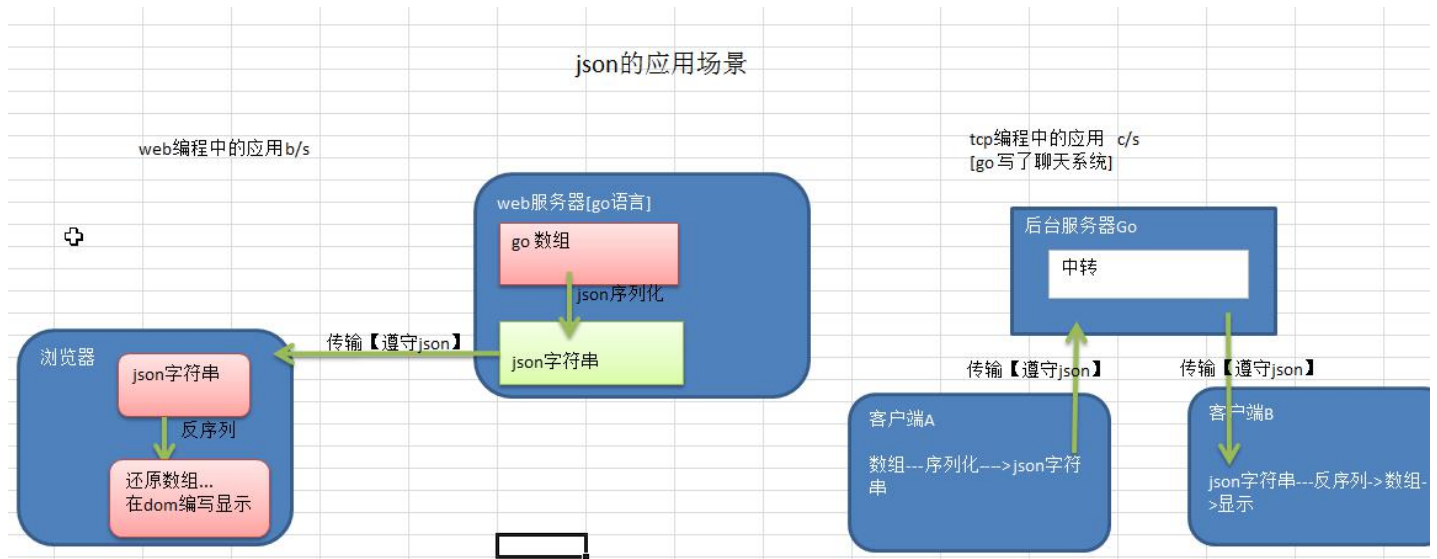 json的应用场景
web编程中的应用b/s
web服务器[go语言]
go 数组
json序列化
json字符串
传输【遵守json】
浏览器
json字符串
反序列
还原数组...
在dom编写显示
tcp编程中的应用 c/s
[go 写了聊天系统]
后台服务器Go
中转
传输【遵守json】
传输【遵守json】
客户端A
数组---序列化---->json字符
串
客户端B
json字符串---反序列->数组-
->显示